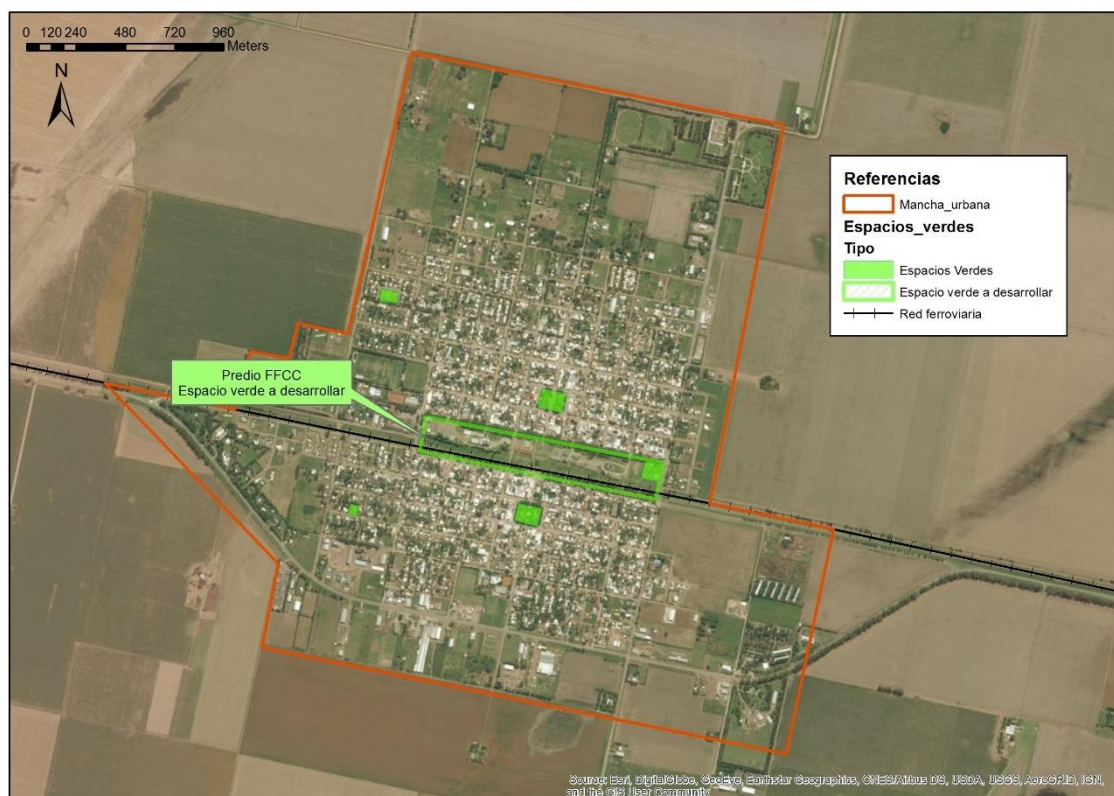 0 120 240 480 720 960
Meters
N
Referencias
Mancha_urbana
Espacios_verdes
Tipo
Espacios Verdes
Espacio verde a desarrollar
Red ferroviaria
Predio FFCC
Espacio verde a desarrollar
Source: Esri, DigitalGlobe, GeoEye, Earthstar Geographics, CNES/Airbus DS, USDA, USGS, AeroGRID, IGN,
and the GIS User Community